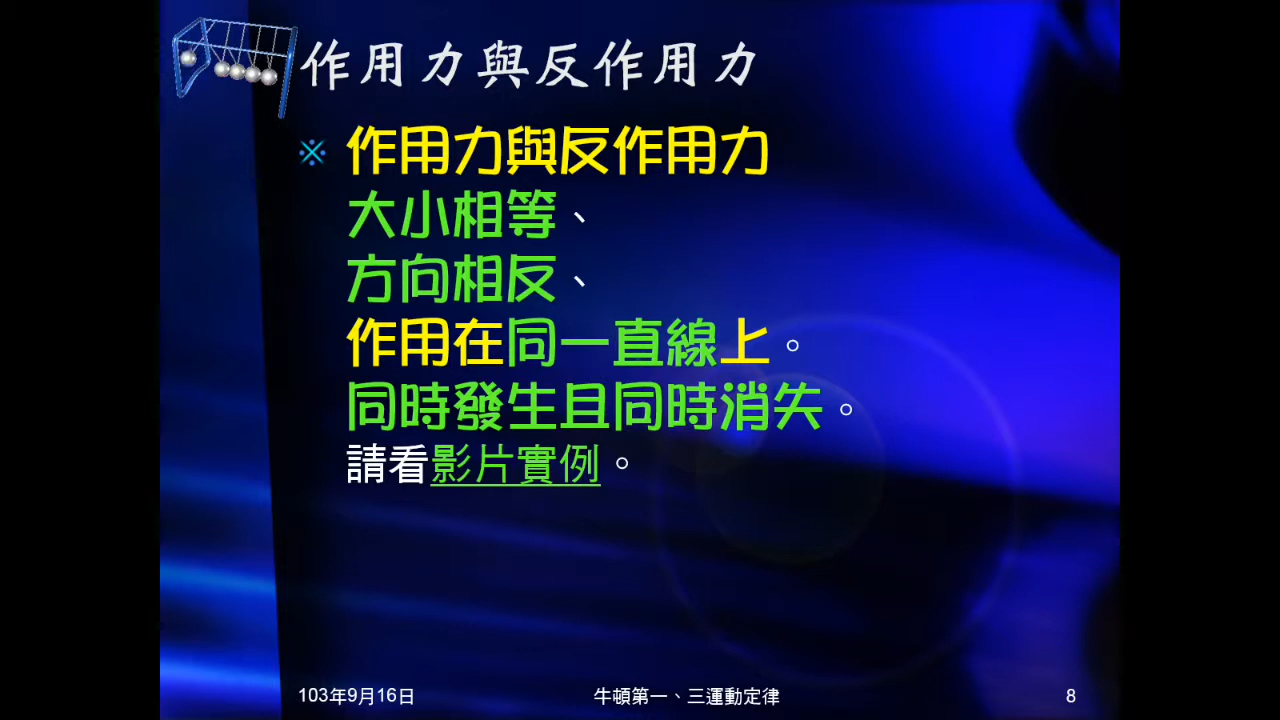 作用力與反作用力
※ 作用力與反作用力
大小相等、
方向相反、
作用在同一直線上。
同時發生且同時消失。
請看影片實例。
103年9月16日
牛頓第一、三運動定律
8